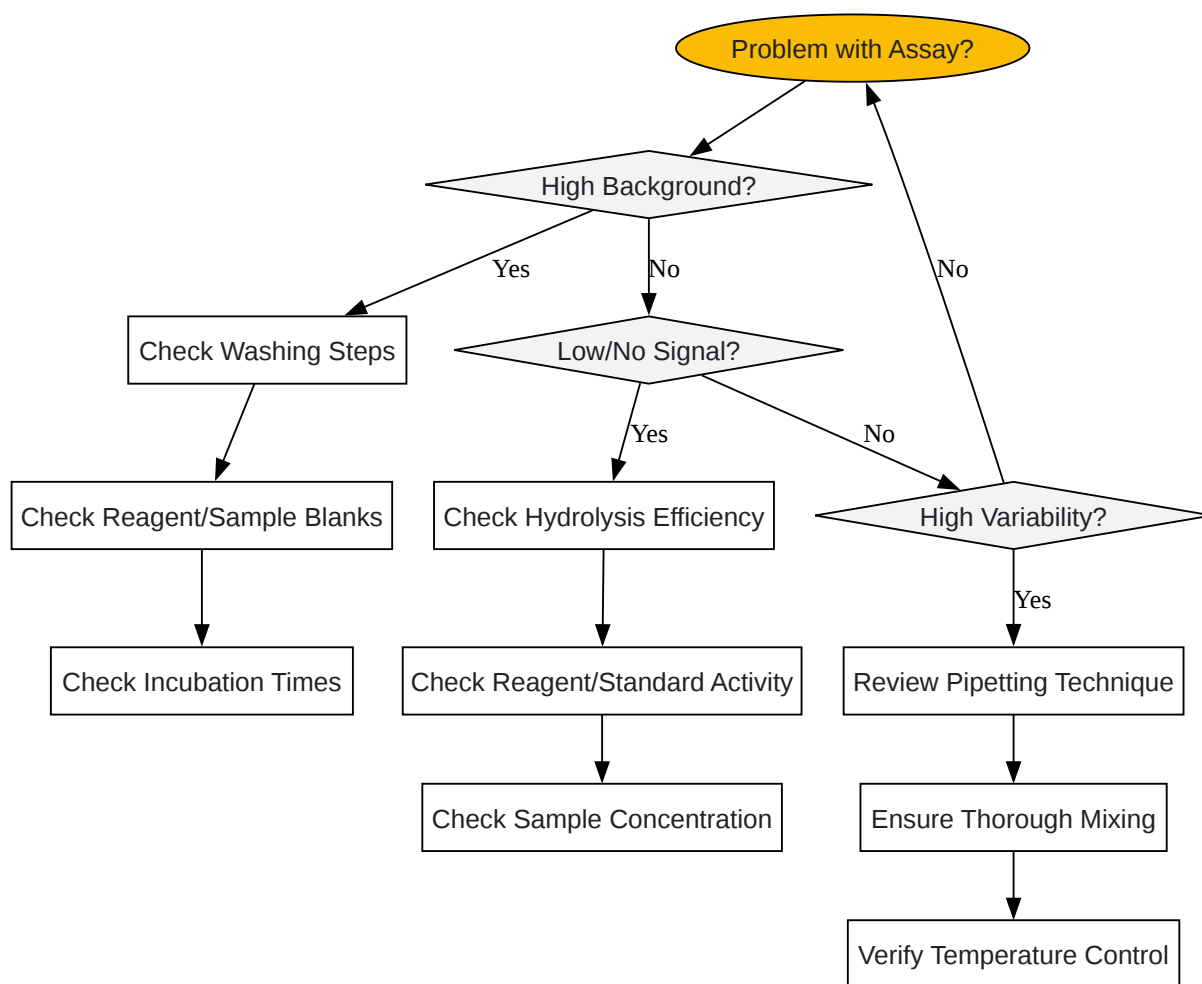 Problem with Assay?
High Background?
Yes
No
No
Check Washing Steps
Low/No Signal?
Yes
No
Check Reagent/Sample Blanks
Check Hydrolysis Efficiency
High Variability?
Yes
Check Incubation Times
Check Reagent/Standard Activity
Review Pipetting Technique
Check Sample Concentration
Ensure Thorough Mixing
Verify Temperature Control